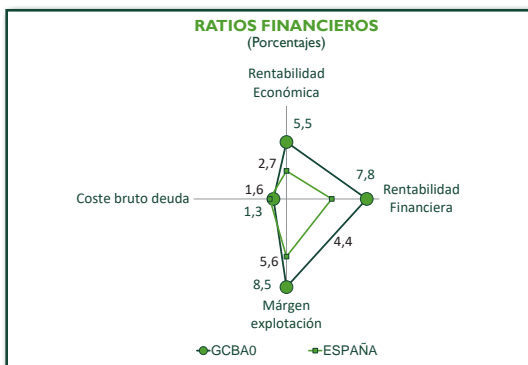 RATIOS FINANCIEROS
(Porcentajes)
Rentabilidad
Económica
5,5
2,7
7,8
1,6
Coste bruto deuda
Rentabilidad
Financiera
1,3
4,4
5,6
8,5
Márgen
explotación
GCBA0
ESPAÑA